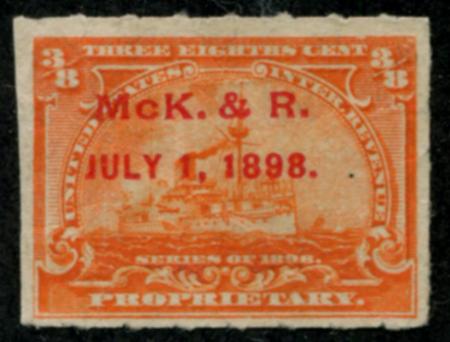 3/8 THREE EIGHTHS CENT 3/8
UNITED STATES INTER. REVENUE
McK. & R.
JULY 1, 1898.
SERIES OF 1898.
PROPRIETARY.